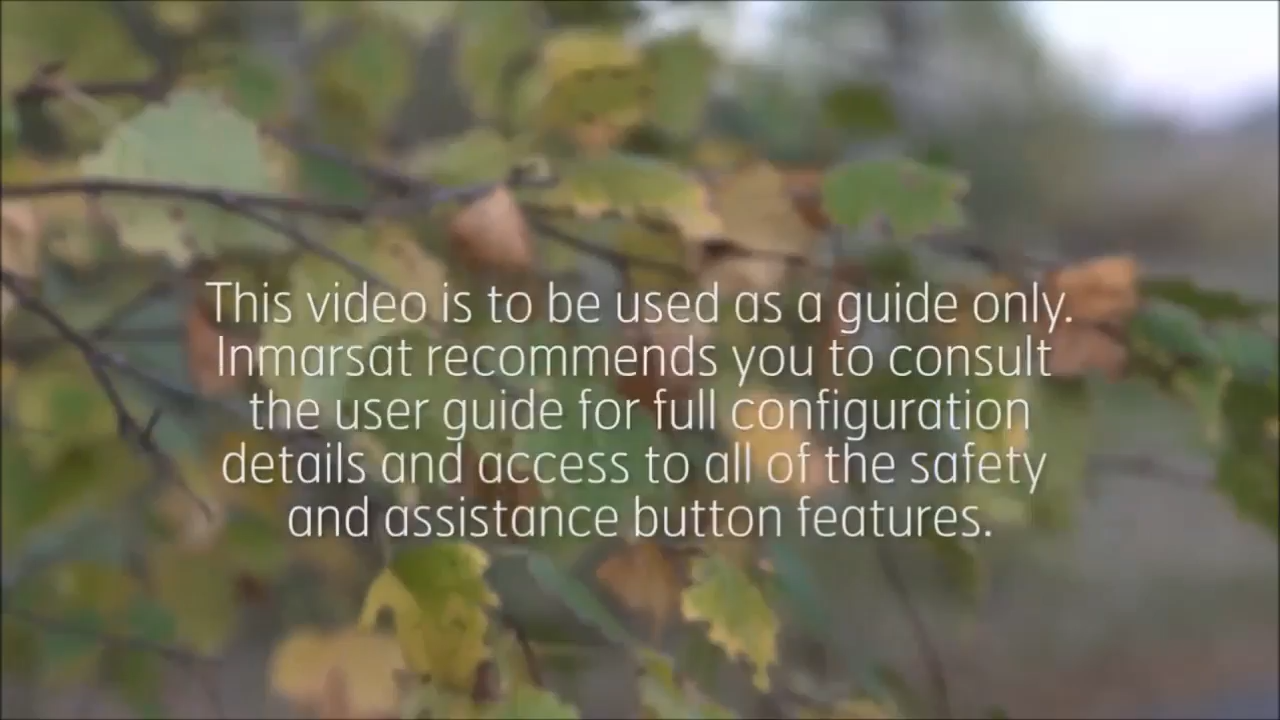 This video is to be used as a guide only.
Inmarsat recommends you to consult
the user guide for full configuration
details and access to all of the safety
and assistance button features.